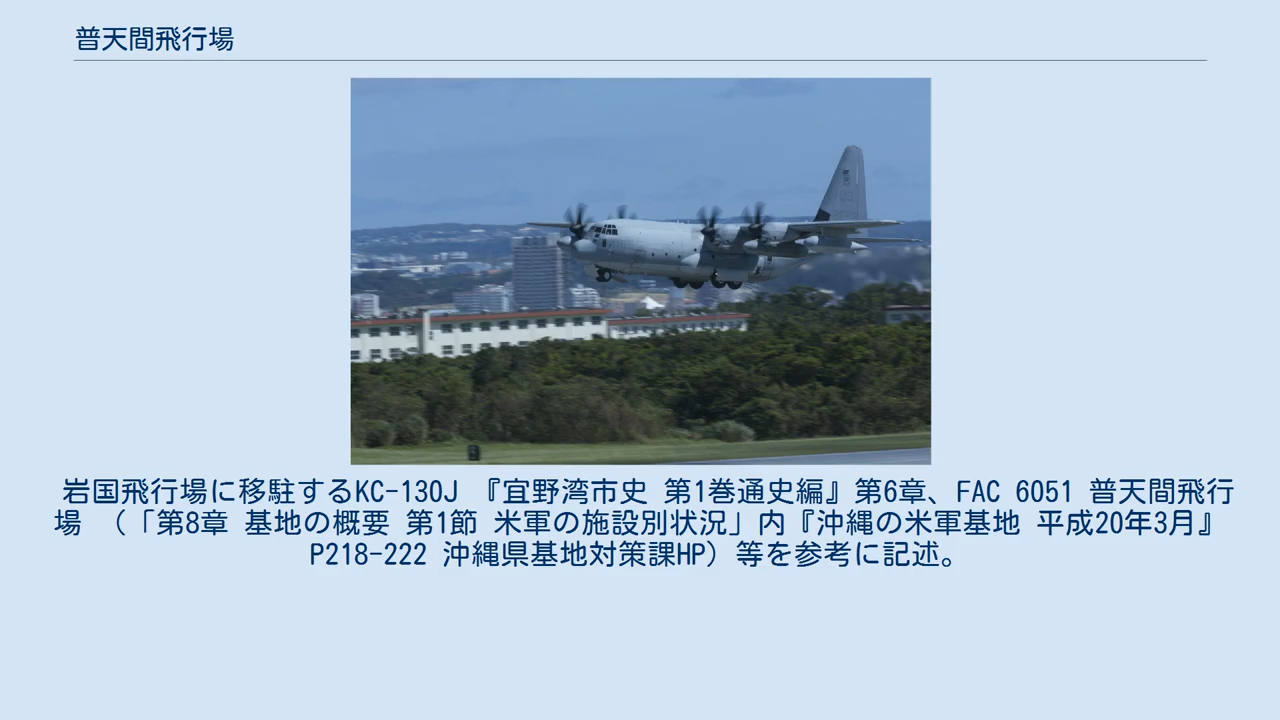 普天間飛行場
岩国飛行場に移駐するKC-130J 『宜野湾市史 第1巻通史編』第6章、FAC 6051 普天間飛行
場 （「第8章 基地の概要 第1節 米軍の施設別状況」内『沖縄の米軍基地 平成20年3月』
P218-222 沖縄県基地対策課HP）等を参考に記述。